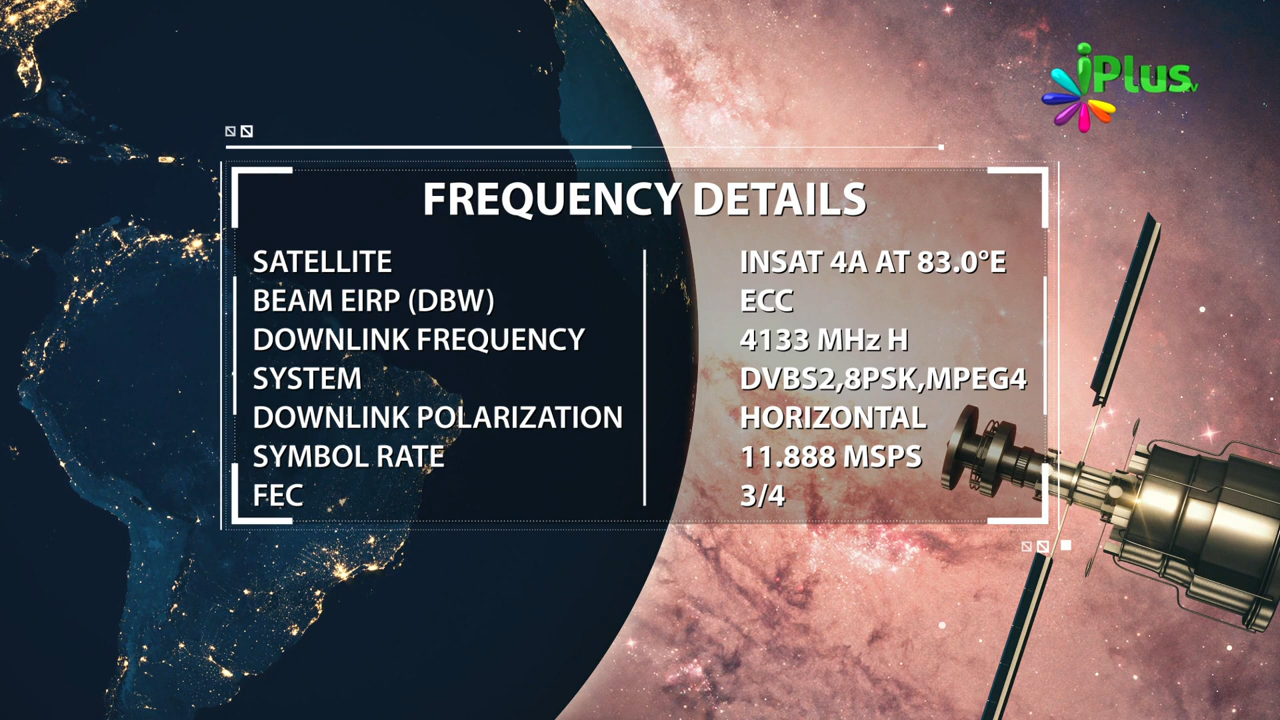 iPlus TV
FREQUENCY DETAILS
SATELLITE INSAT 4A AT 83.0°E
BEAM EIRP (DBW) ECC
DOWNLINK FREQUENCY 4133 MHz H
SYSTEM DVBS2,8PSK,MPEG4
DOWNLINK POLARIZATION HORIZONTAL
SYMBOL RATE 11.888 MSPS
FEC 3/4